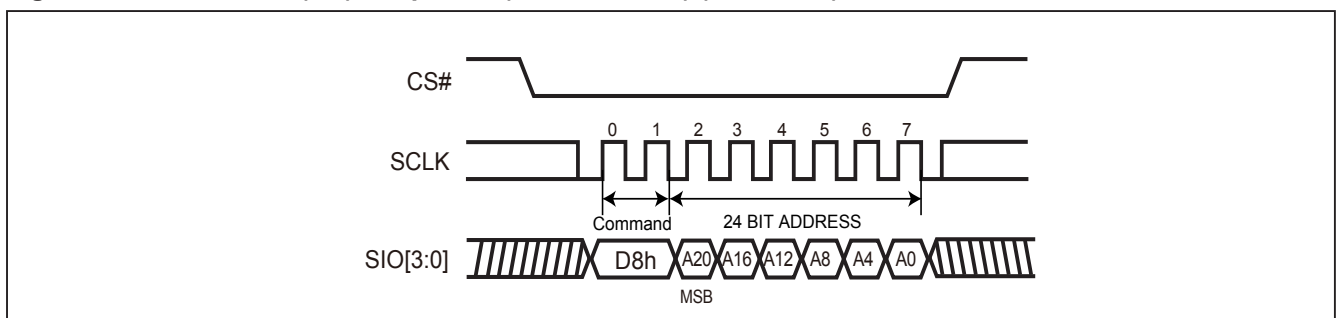 CS#
0 1 2 3 4 5 6 7
SCLK
Command 24 BIT ADDRESS
SIO[3:0] D8h A20 A16 A12 A8 A4 A0
MSB